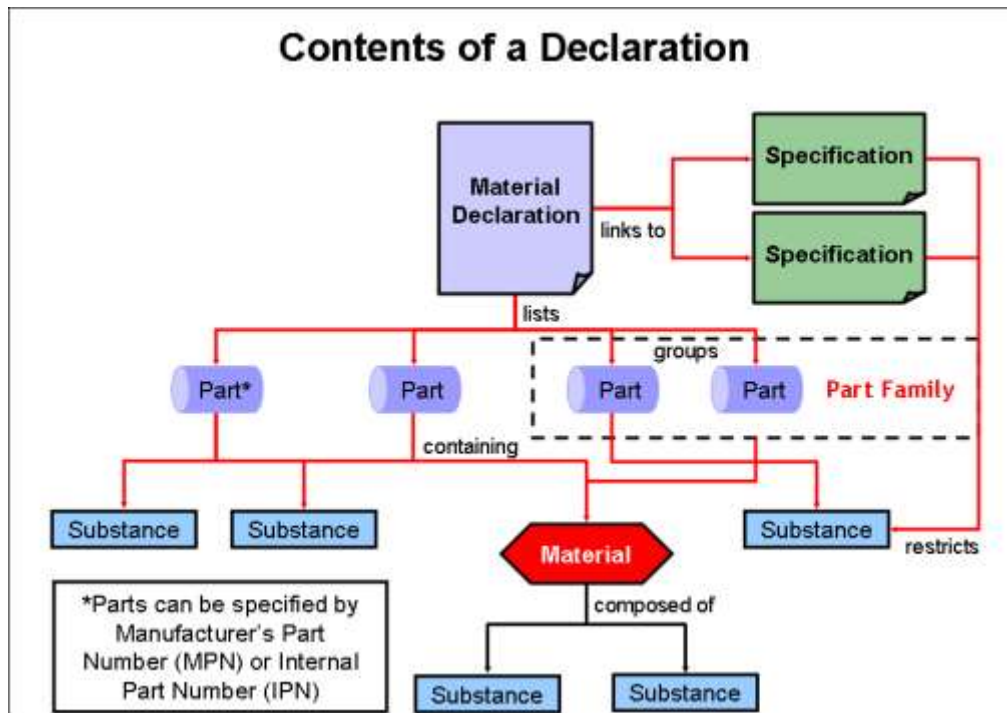 Contents of a Declaration
Material
Declaration
links to
Specification
Specification
lists
groups
Part*
Part
Part
Part
Part Family
containing
Substance
Substance
Material
Substance
restricts
composed of
Substance
Substance
*Parts can be specified by
Manufacturer's Part
Number (MPN) or Internal
Part Number (IPN)